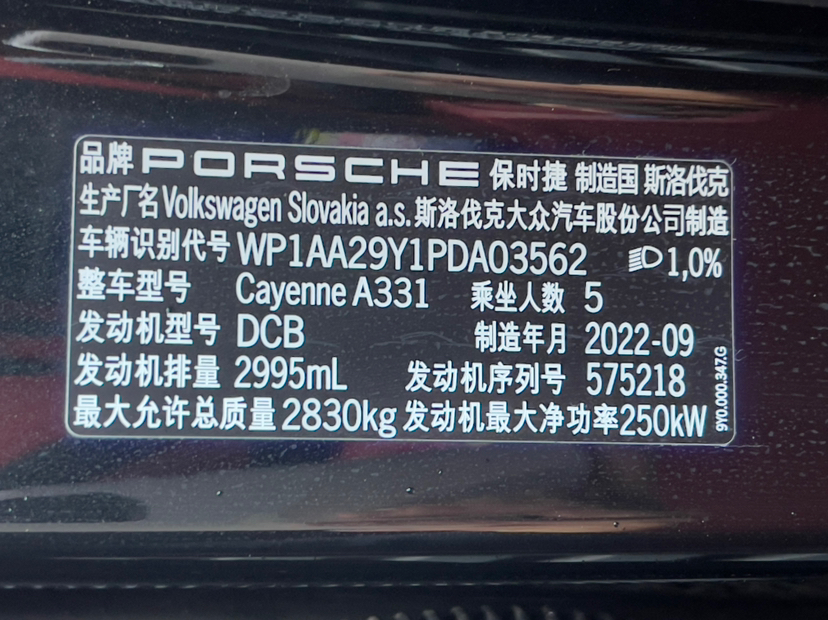 品牌 PORSCHE 保时捷 制造国 斯洛伐克
生产厂名 Volkswagen Slovakia a.s. 斯洛伐克大众汽车股份公司制造
车辆识别代号 WP1AA29Y1PDA03562 1,0%
整车型号 Cayenne A331 乘坐人数 5
发动机型号 DCB 制造年月 2022-09
发动机排量 2995mL 发动机序列号 575218
最大允许总质量 2830kg 发动机最大净功率 250kW
9Y0.000.347.G